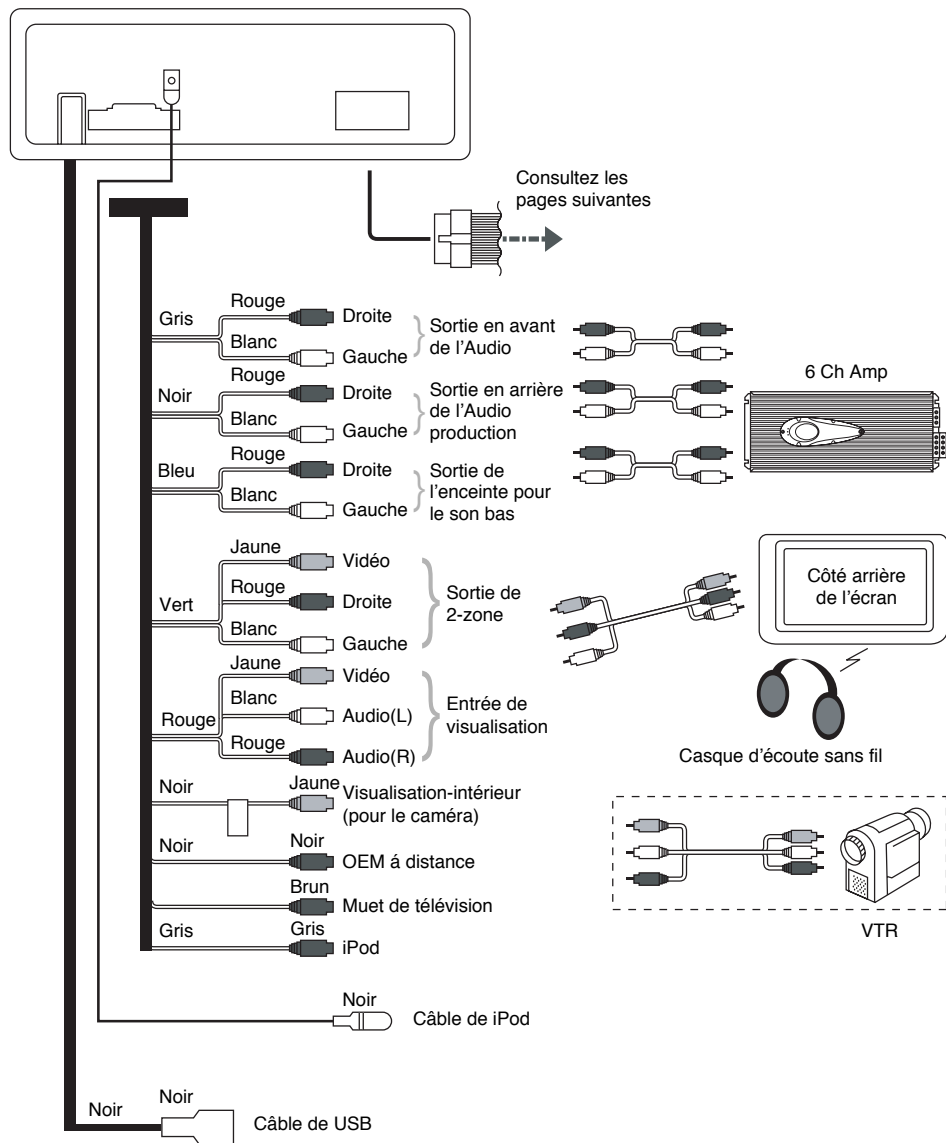 Consultez les
pages suivantes
Gris
Rouge
Droite
Blanc
Gauche
Sortie en avant
de l'Audio
Noir
Rouge
Droite
Blanc
Gauche
Sortie en arrière
de l'Audio
production
Bleu
Rouge
Droite
Blanc
Gauche
Sortie de
l'enceinte pour
le son bas
6 Ch Amp
Vert
Jaune
Vidéo
Rouge
Droite
Blanc
Gauche
Sortie de
2-zone
Côté arrière
de l'écran
Casque d'écoute sans fil
Rouge
Jaune
Vidéo
Blanc
Audio(L)
Rouge
Audio(R)
Entrée de
visualisation
Noir
Jaune
Visualisation-intérieur
(pour le caméra)
Noir
Noir
OEM á distance
Brun
Muet de télévision
Gris
Gris
iPod
VTR
Noir
Câble de iPod
Noir
Noir
Câble de USB